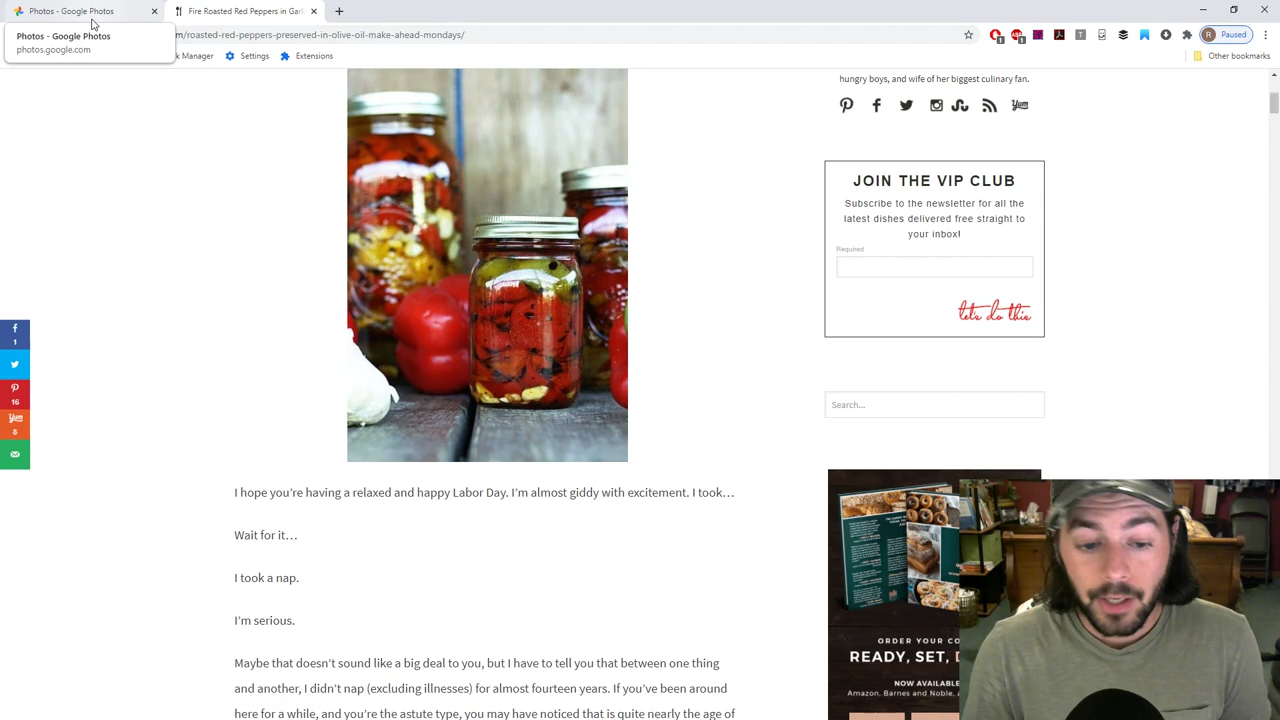 Photos - Google Photos
Fire Roasted Red Peppers in Garl
Photos - Google Photos
photos.google.com
m/roasted-red-peppers-preserved-in-olive-oil-make-ahead-mondays/
1
1
R Paused
k Manager
Settings
Extensions
Other bookmarks
hungry boys, and wife of her biggest culinary fan.
Yum
JOIN THE VIP CLUB
Subscribe to the newsletter for all the
latest dishes delivered free straight to
your inbox!
Required
let's do this
1
16
Yum
8
Search...
I hope you're having a relaxed and happy Labor Day. I'm almost giddy with excitement. I took…
Wait for it…
I took a nap.
I'm serious.
Maybe that doesn't sound like a big deal to you, but I have to tell you that between one thing
and another, I didn't nap (excluding illnesses) for almost fourteen years. If you've been around
here for a while, and you're the astute type, you may have noticed that is quite nearly the age of
ORDER YOUR CO
READY, SET, D
NOW AVAILABLE
Amazon, Barnes and Noble, a